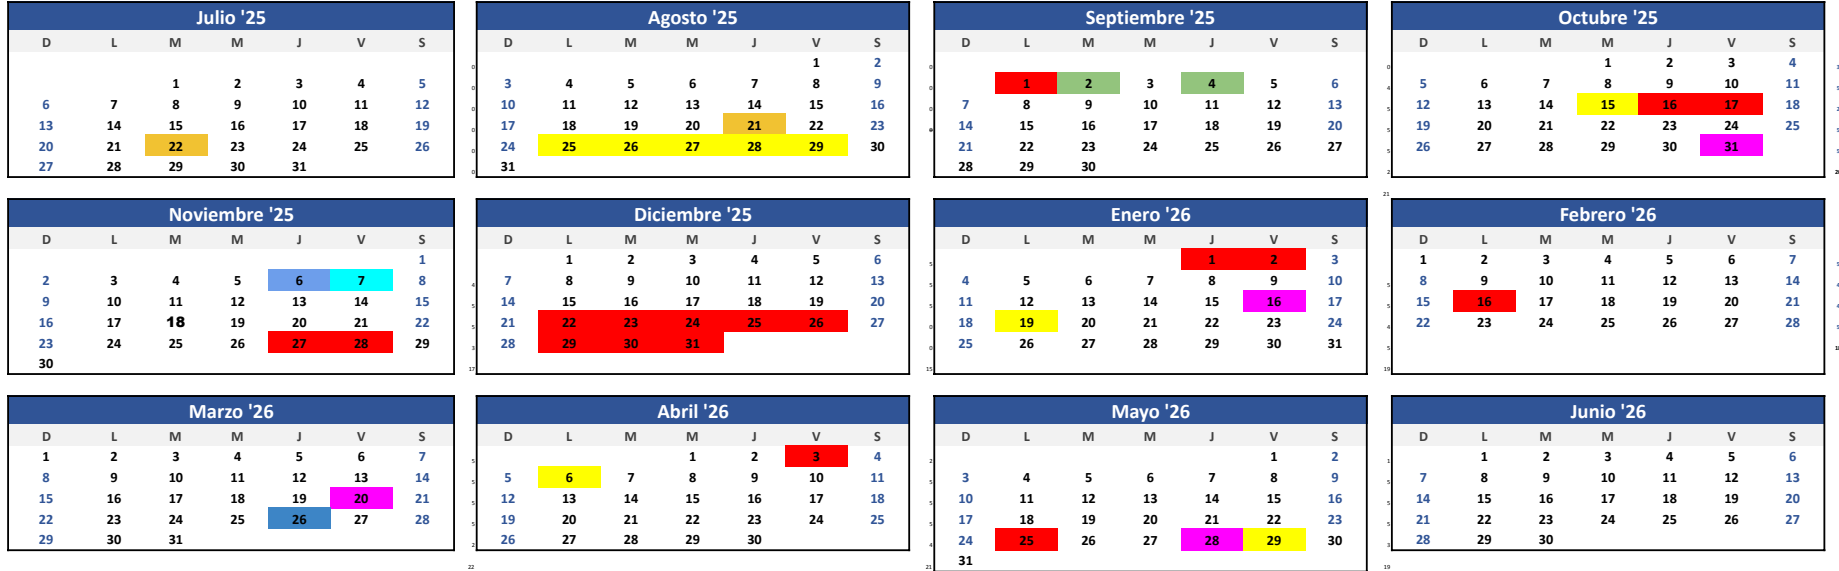 Julio '25
D L M M J V S
1 2 3 4 5
6 7 8 9 10 11 12
13 14 15 16 17 18 19
20 21 22 23 24 25 26
27 28 29 30 31
Agosto '25
D L M M J V S
1 2
3 4 5 6 7 8 9
10 11 12 13 14 15 16
17 18 19 20 21 22 23
24 25 26 27 28 29 30
31
Septiembre '25
D L M M J V S
1 2 3 4 5 6
7 8 9 10 11 12 13
14 15 16 17 18 19 20
21 22 23 24 25 26 27
28 29 30
Octubre '25
D L M M J V S
1 2 3 4
5 6 7 8 9 10 11
12 13 14 15 16 17 18
19 20 21 22 23 24 25
26 27 28 29 30 31
21
Noviembre '25
D L M M J V S
1
2 3 4 5 6 7 8
9 10 11 12 13 14 15
16 17 18 19 20 21 22
23 24 25 26 27 28 29
30
Diciembre '25
D L M M J V S
1 2 3 4 5 6
7 8 9 10 11 12 13
14 15 16 17 18 19 20
21 22 23 24 25 26 27
28 29 30 31
17
Enero '26
D L M M J V S
1 2 3
4 5 6 7 8 9 10
11 12 13 14 15 16 17
18 19 20 21 22 23 24
25 26 27 28 29 30 31
15
Febrero '26
D L M M J V S
1 2 3 4 5 6 7
8 9 10 11 12 13 14
15 16 17 18 19 20 21
22 23 24 25 26 27 28
19
Marzo '26
D L M M J V S
1 2 3 4 5 6 7
8 9 10 11 12 13 14
15 16 17 18 19 20 21
22 23 24 25 26 27 28
29 30 31
22
Abril '26
D L M M J V S
1 2 3 4
5 6 7 8 9 10 11
12 13 14 15 16 17 18
19 20 21 22 23 24 25
26 27 28 29 30
22
Mayo '26
D L M M J V S
1 2
3 4 5 6 7 8 9
10 11 12 13 14 15 16
17 18 19 20 21 22 23
24 25 26 27 28 29 30
31
21
Junio '26
D L M M J V S
1 2 3 4 5 6
7 8 9 10 11 12 13
14 15 16 17 18 19 20
21 22 23 24 25 26 27
28 29 30
19